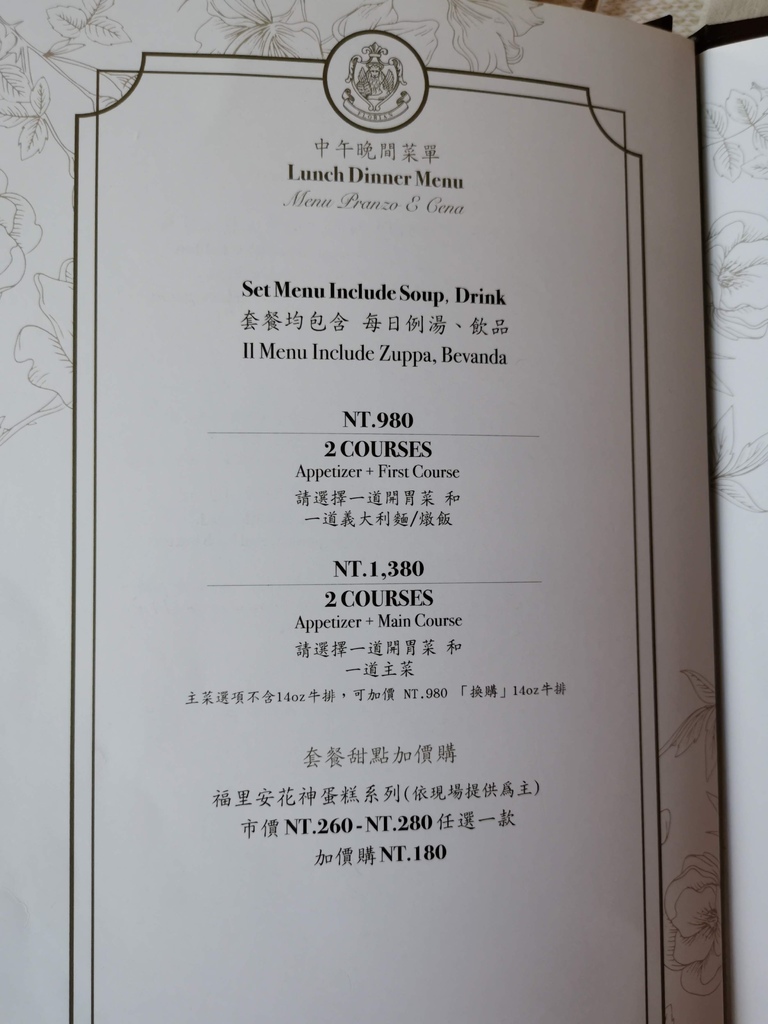 FLORIAN
中午晚間菜單
Lunch Dinner Menu
Menu Pranzo & Cena
Set Menu Include Soup, Drink
套餐均包含 每日例湯、飲品
Il Menu Include Zuppa, Bevanda
NT.980
2 COURSES
Appetizer + First Course
請選擇一道開胃菜 和
一道義大利麵/燉飯
NT.1,380
2 COURSES
Appetizer + Main Course
請選擇一道開胃菜 和
一道主菜
主菜選項不含14oz牛排，可加價 NT.980 「換購」14oz牛排
套餐甜點加價購
福里安花神蛋糕系列(依現場提供爲主)
市價 NT.260 - NT.280 任選一款
加價購 NT.180